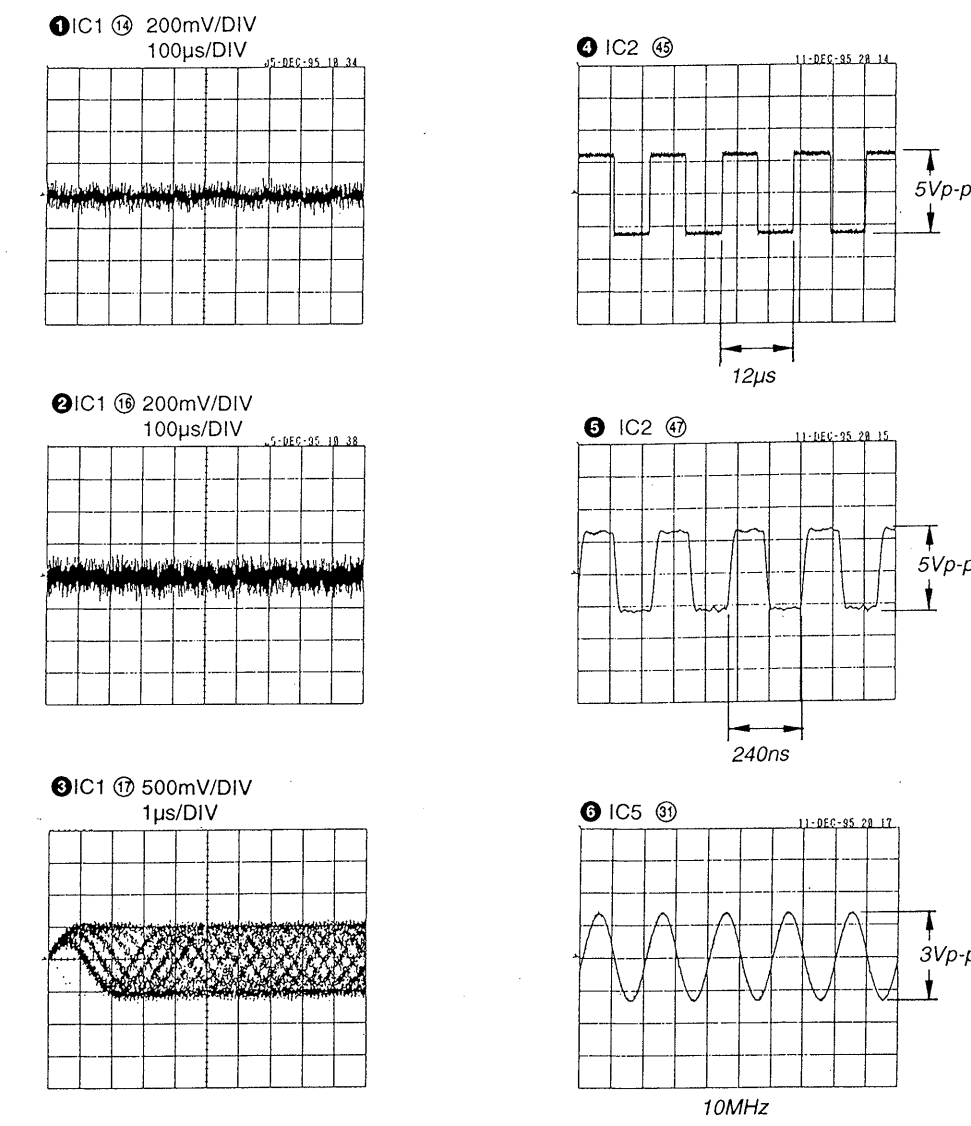 ❶IC1 ⑭ 200mV/DIV
100μs/DIV
❷IC1 ⑯ 200mV/DIV
100μs/DIV
❸IC1 ⑰ 500mV/DIV
1μs/DIV
❹ IC2 ㊺
11-DEC-95 20 14
5Vp-p
12μs
❺ IC2 ㊼
11-DEC-95 20 15
5Vp-p
240ns
❻ IC5 ㉛
11-DEC-95 20 17
3Vp-p
10MHz